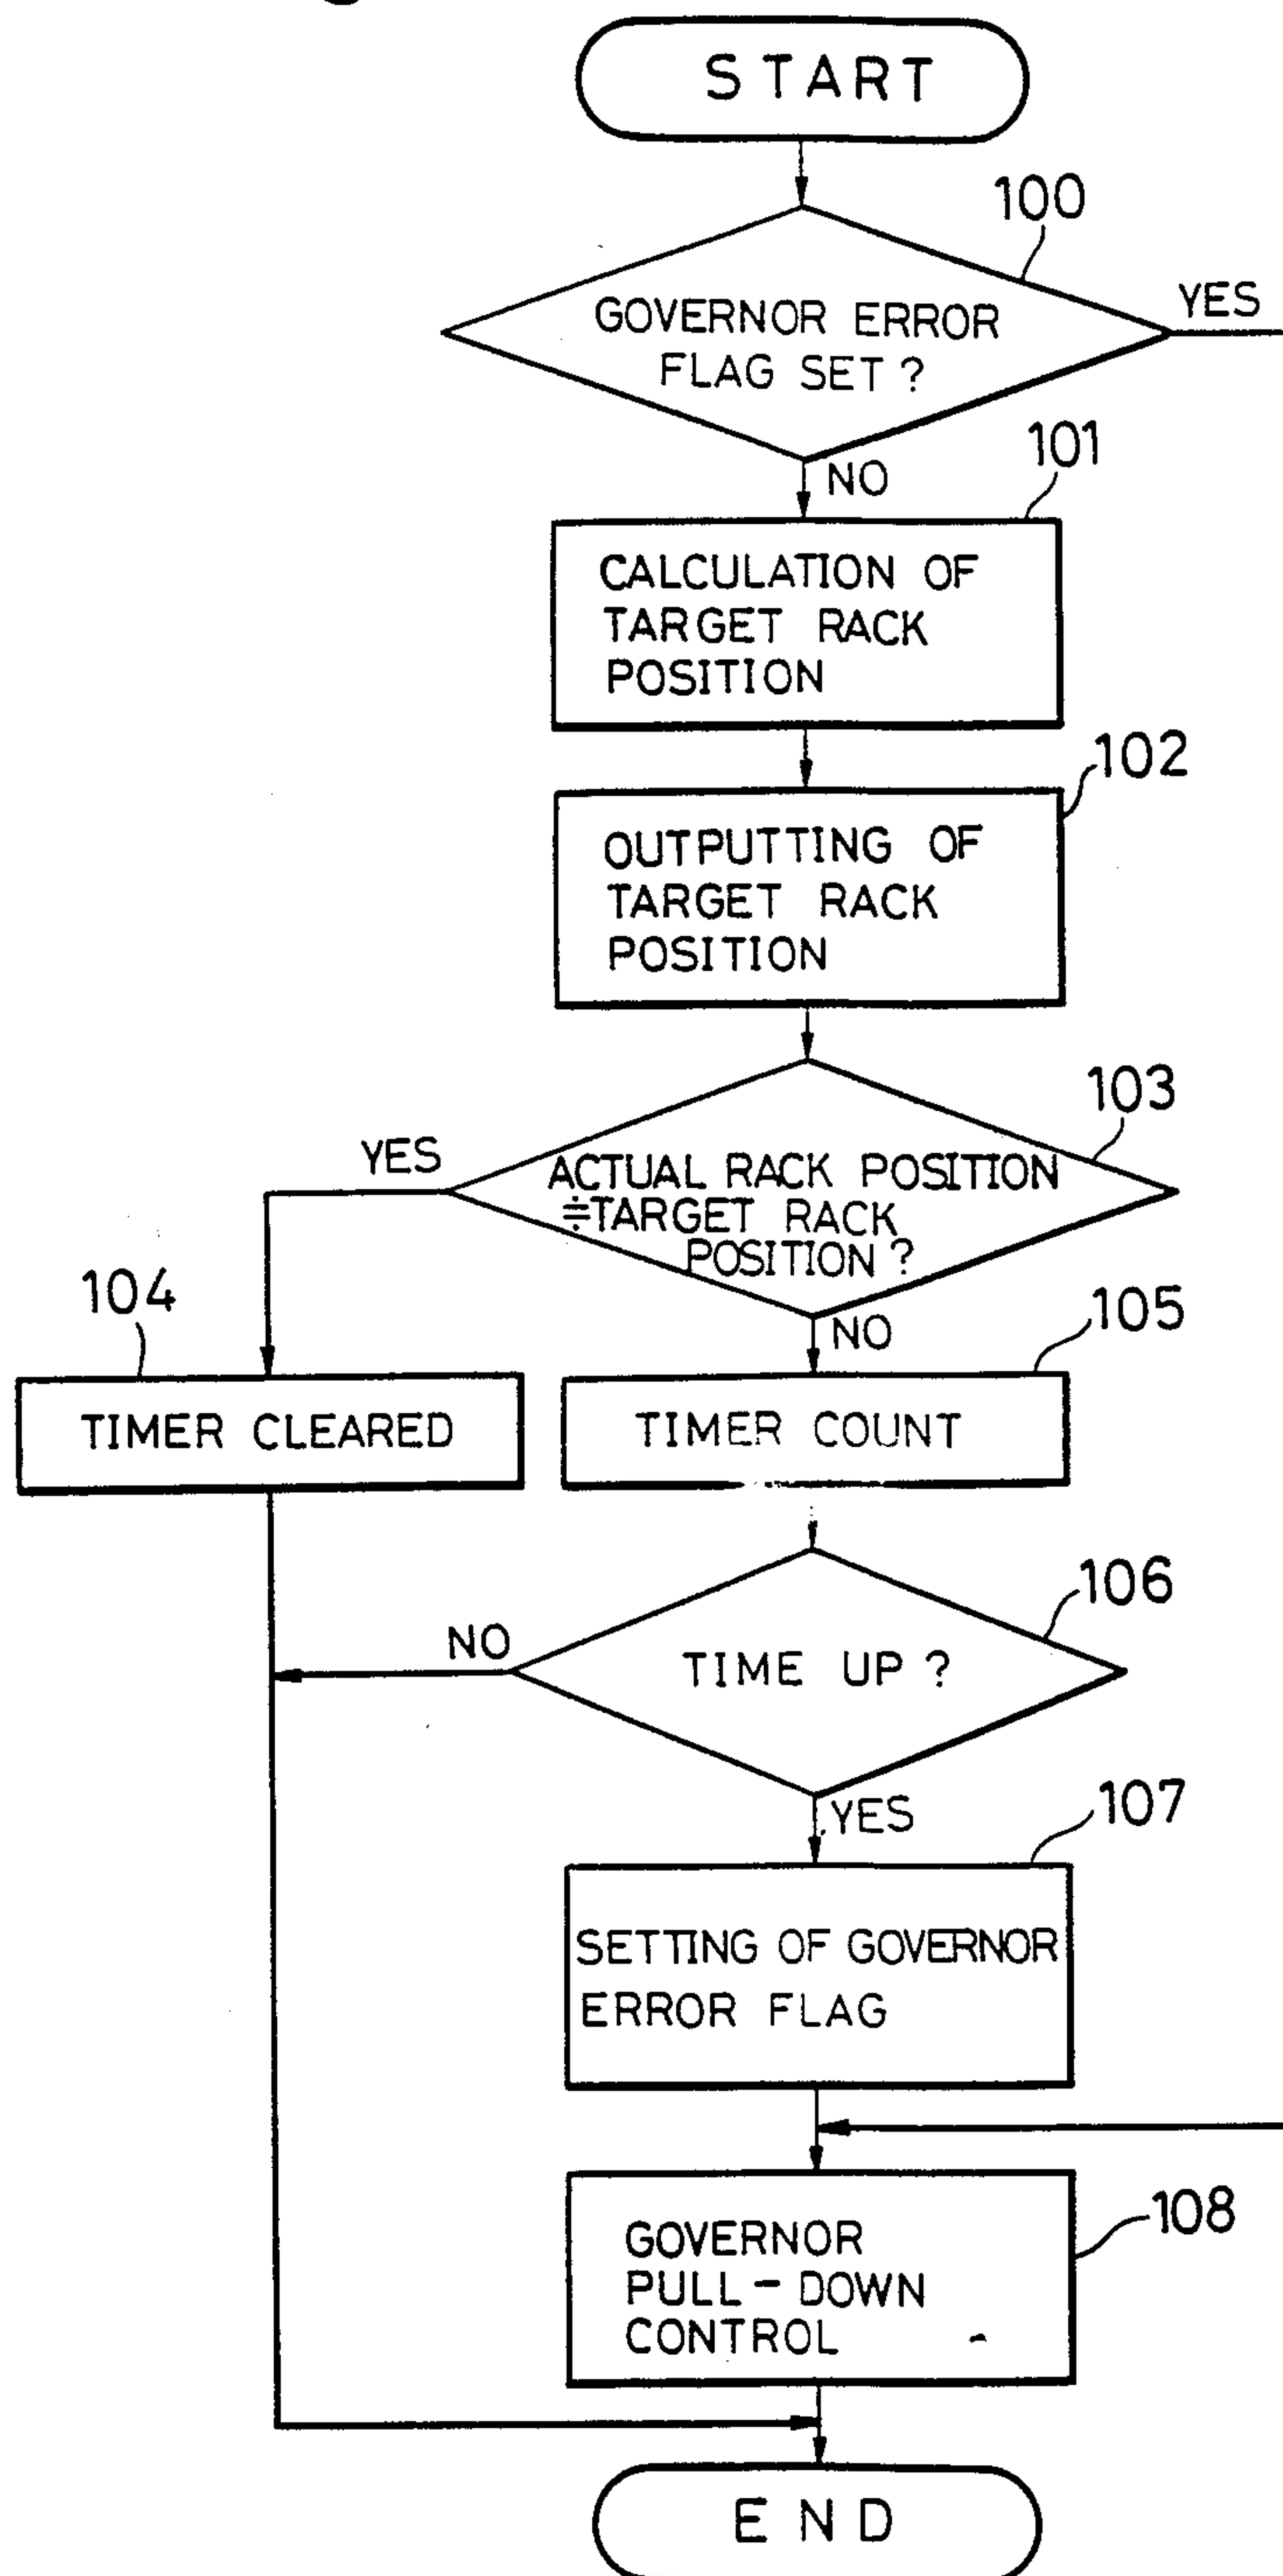 START
100
GOVERNOR ERROR
FLAG SET ?
YES
NO
101
CALCULATION OF
TARGET RACK
POSITION
102
OUTPUTTING OF
TARGET RACK
POSITION
103
YES
ACTUAL RACK POSITION
≑TARGET RACK
POSITION ?
NO
104
TIMER CLEARED
105
TIMER COUNT
106
NO
TIME UP ?
YES
107
SETTING OF GOVERNOR
ERROR FLAG
108
GOVERNOR
PULL-DOWN
CONTROL
END